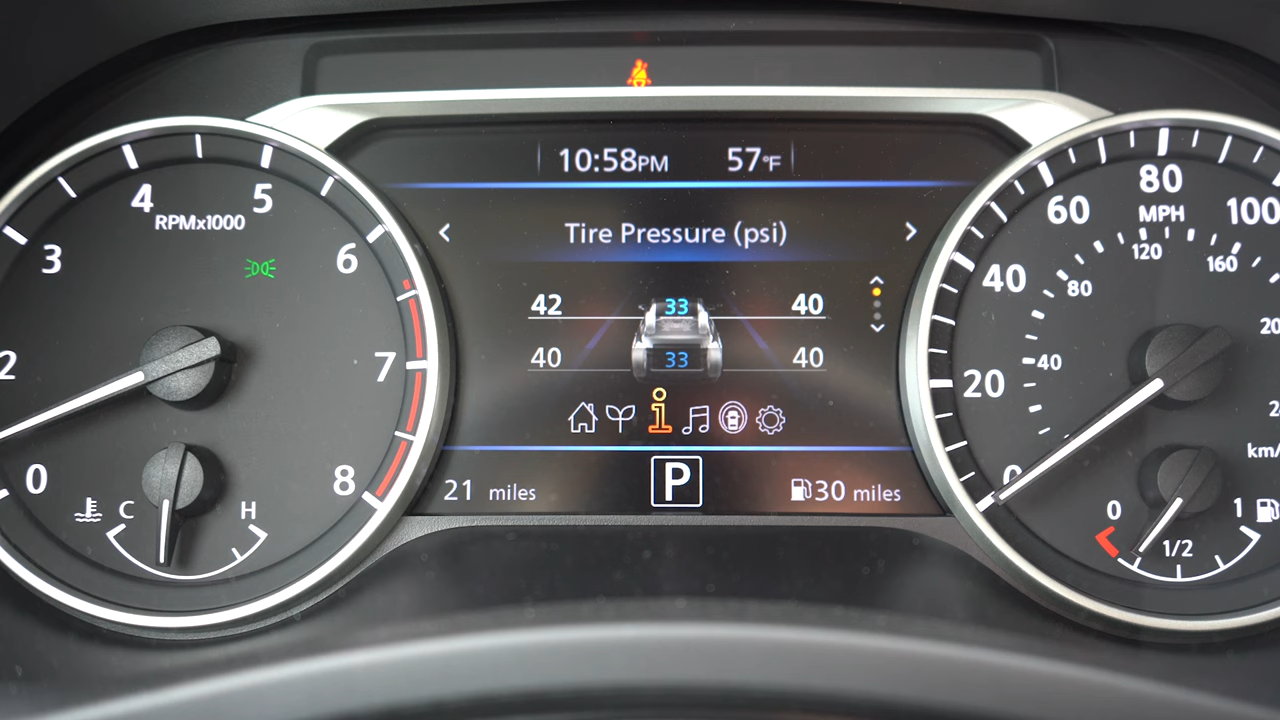 10:58PM 57°F
Tire Pressure (psi)
42 33 40
40 33 40
21 miles P 30 miles
0 2 3 4 5 6 7 8
RPMx1000
C H
0 20 40 60 80 100
MPH
40 80 120 160
km/
0 1/2 1